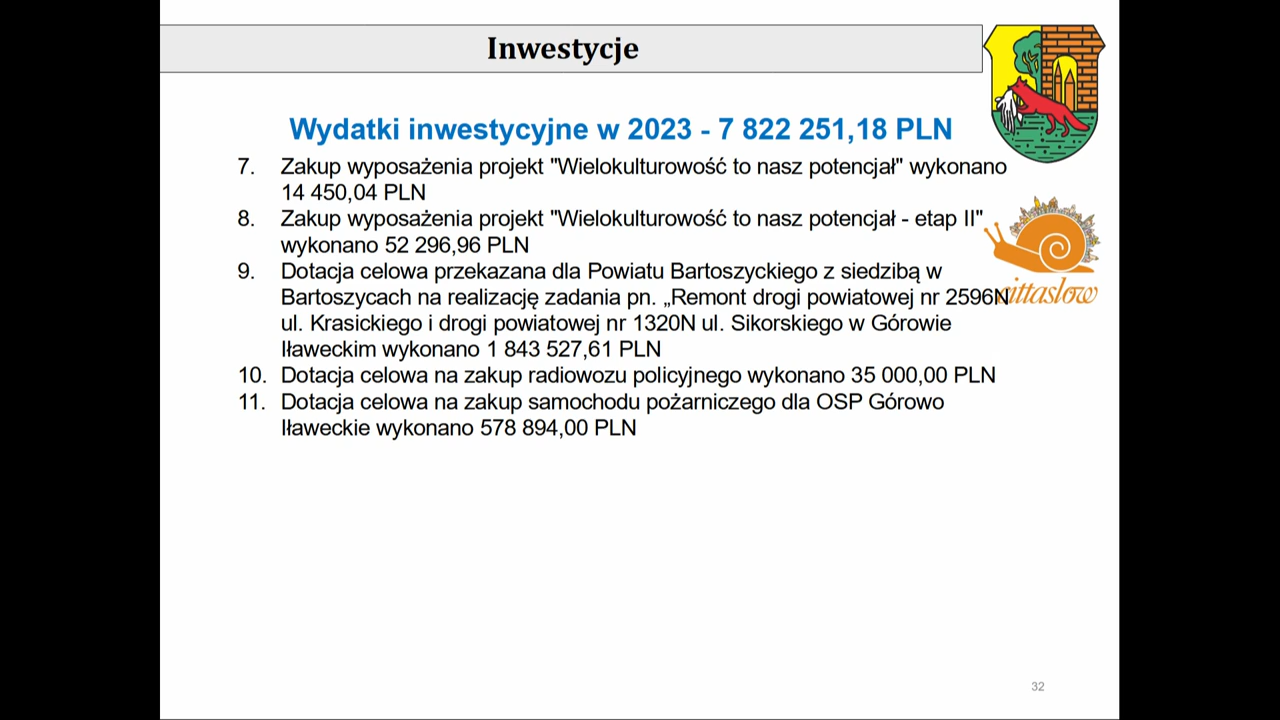 Inwestycje
Wydatki inwestycyjne w 2023 - 7 822 251,18 PLN
7. Zakup wyposażenia projekt "Wielokulturowość to nasz potencjał" wykonano
14 450,04 PLN
8. Zakup wyposażenia projekt "Wielokulturowość to nasz potencjał - etap II"
wykonano 52 296,96 PLN
9. Dotacja celowa przekazana dla Powiatu Bartoszyckiego z siedzibą w
Bartoszycach na realizację zadania pn. „Remont drogi powiatowej nr 2596N
ul. Krasickiego i drogi powiatowej nr 1320N ul. Sikorskiego w Górowie
Iławeckim wykonano 1 843 527,61 PLN
10. Dotacja celowa na zakup radiowozu policyjnego wykonano 35 000,00 PLN
11. Dotacja celowa na zakup samochodu pożarniczego dla OSP Górowo
Iławeckie wykonano 578 894,00 PLN
cittaslow
32